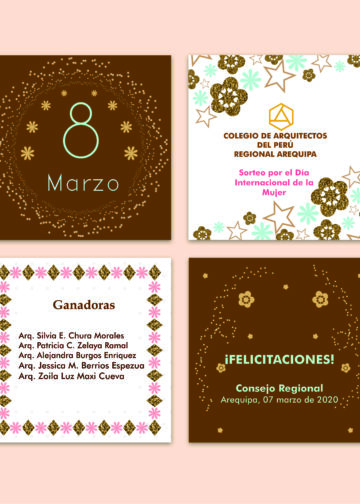 8
Marzo
COLEGIO DE ARQUITECTOS
DEL PERÚ
REGIONAL AREQUIPA
Sorteo por el Día
Internacional de la
Mujer
Ganadoras
Arq. Silvia E. Chura Morales
Arq. Patricia C. Zelaya Ramal
Arq. Alejandra Burgos Enriquez
Arq. Jessica M. Berrios Espezua
Arq. Zoila Luz Maxi Cueva
¡FELICITACIONES!
Consejo Regional
Arequipa, 07 marzo de 2020